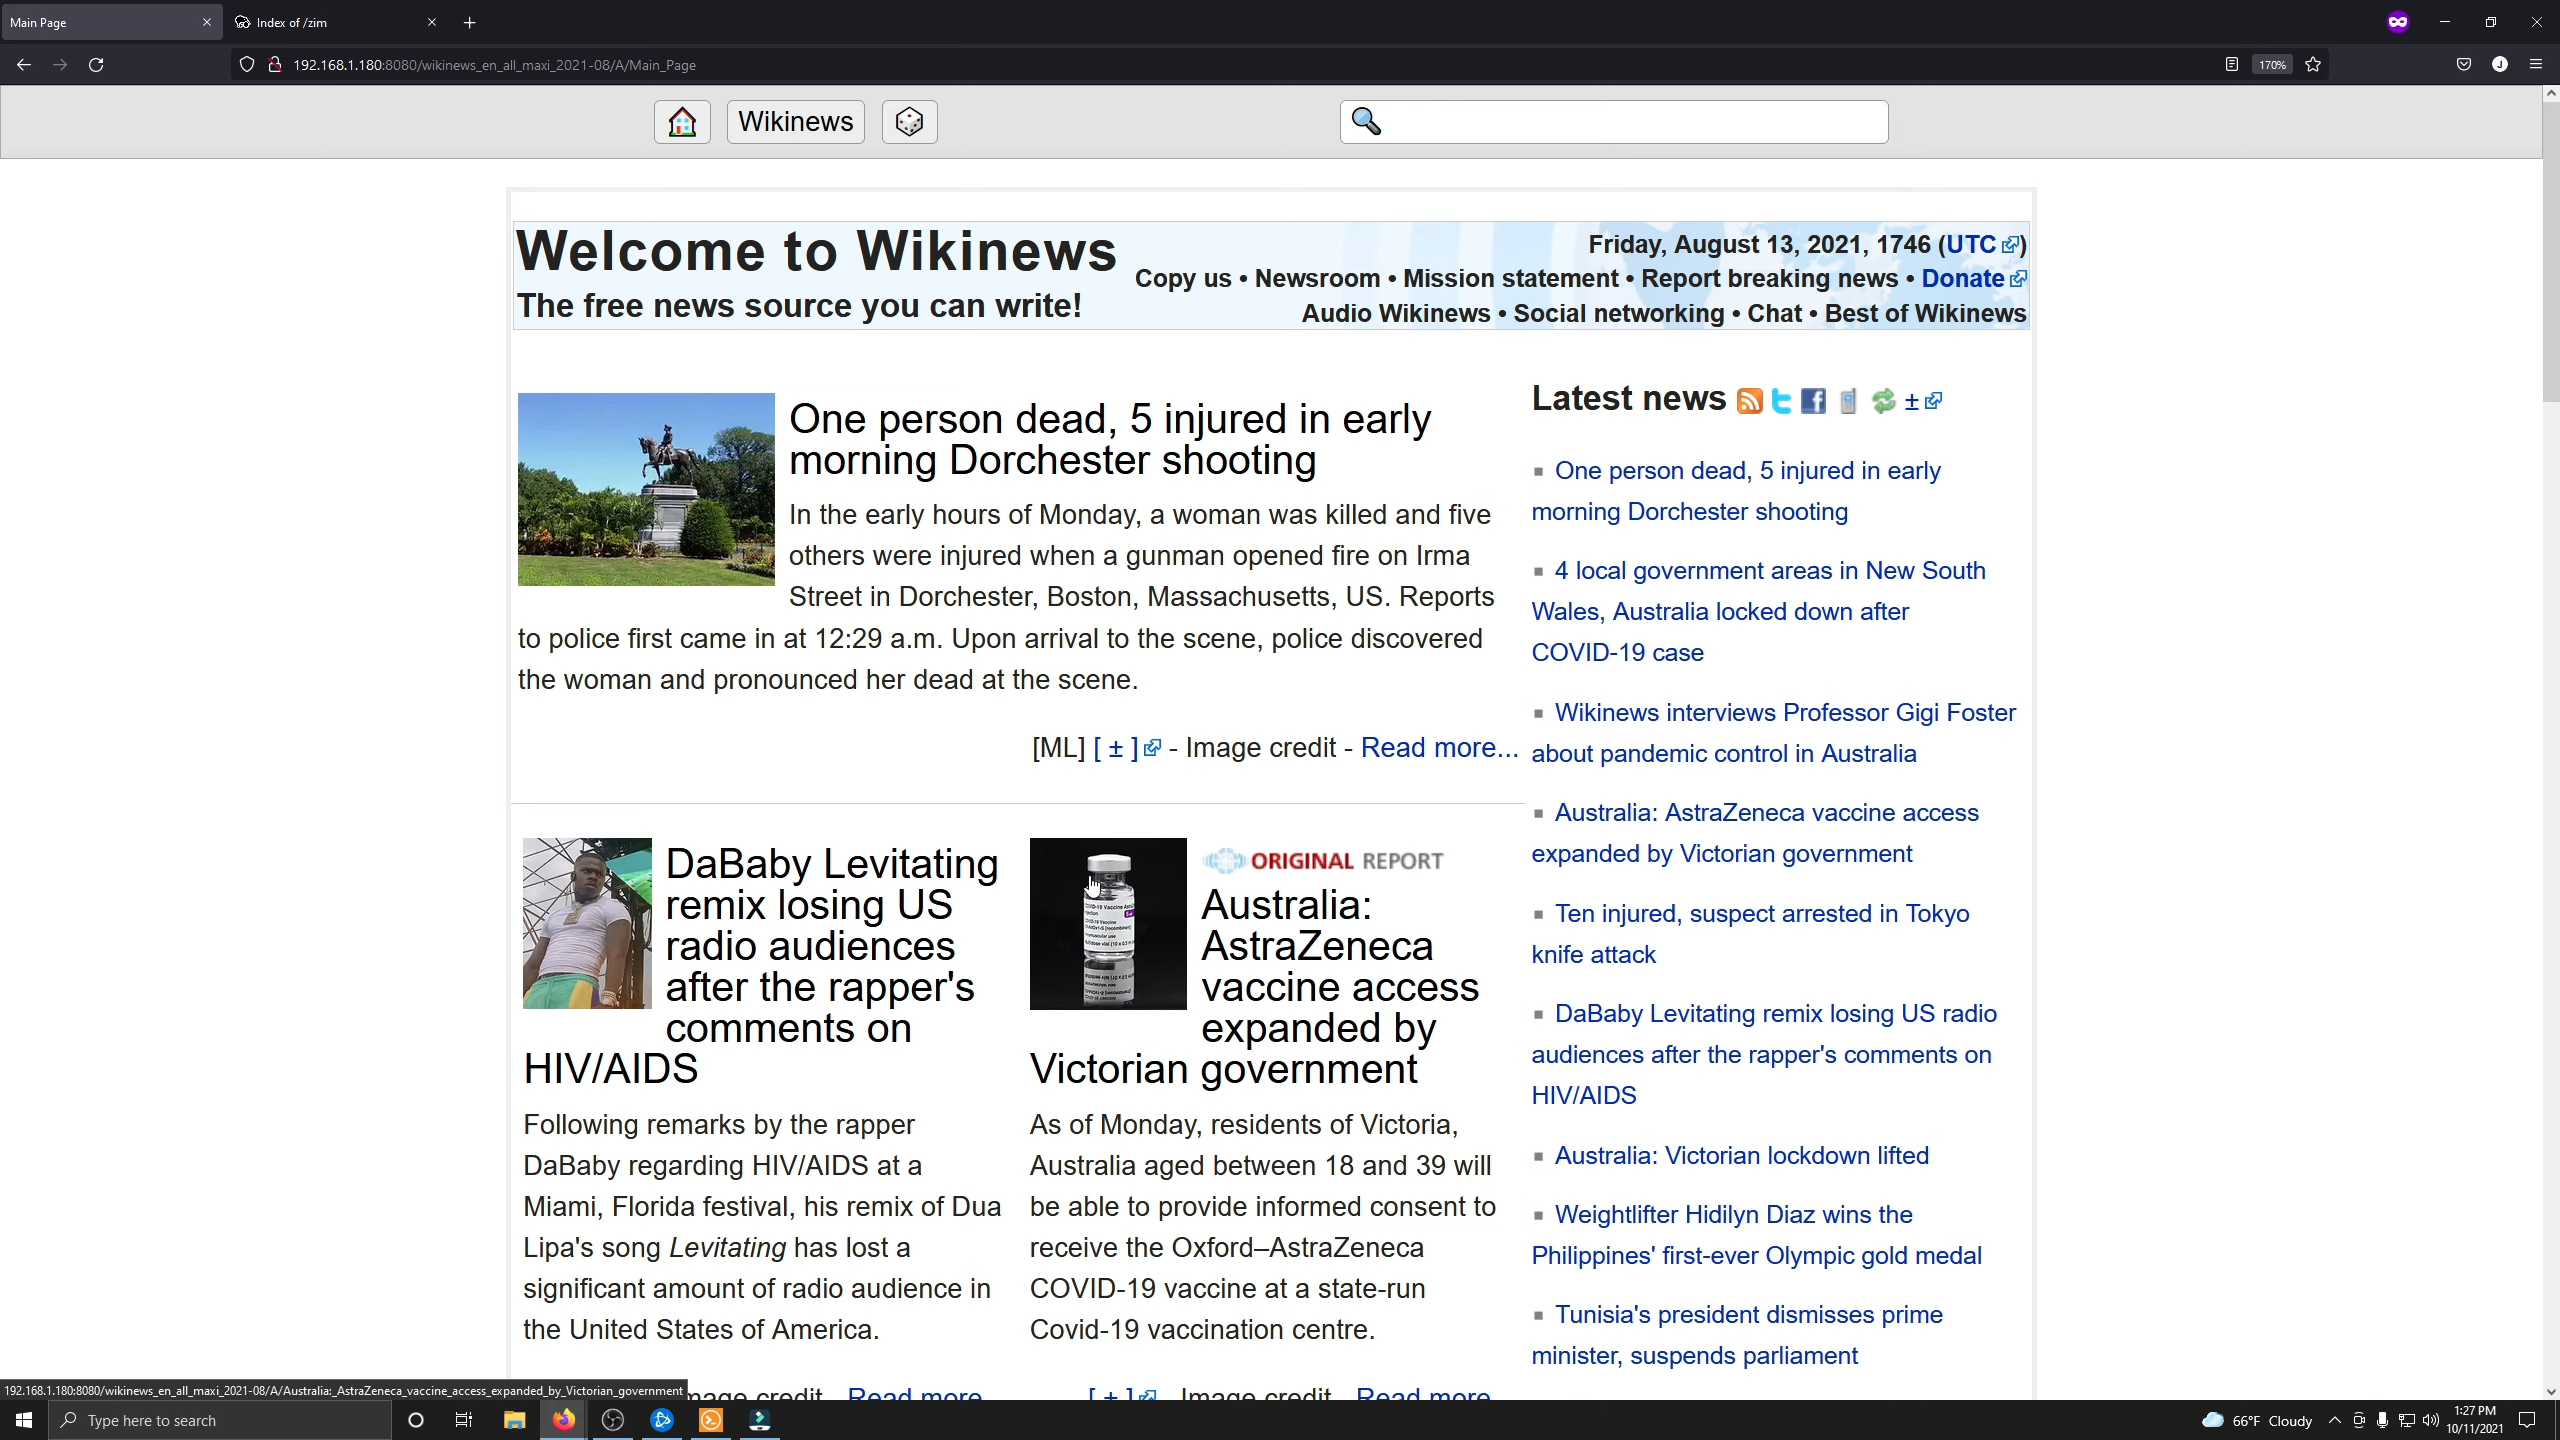 Main Page
Index of /zim
192.168.1.180:8080/wikinews_en_all_maxi_2021-08/A/Main_Page
170%
J
Wikinews
Welcome to Wikinews
The free news source you can write!
Friday, August 13, 2021, 1746 (UTC)
Copy us • Newsroom • Mission statement • Report breaking news • Donate
Audio Wikinews • Social networking • Chat • Best of Wikinews
One person dead, 5 injured in early
morning Dorchester shooting
In the early hours of Monday, a woman was killed and five
others were injured when a gunman opened fire on Irma
Street in Dorchester, Boston, Massachusetts, US. Reports
to police first came in at 12:29 a.m. Upon arrival to the scene, police discovered
the woman and pronounced her dead at the scene.
[ML] [ ± ] - Image credit - Read more...
DaBaby Levitating
remix losing US
radio audiences
after the rapper's
comments on
HIV/AIDS
Following remarks by the rapper
DaBaby regarding HIV/AIDS at a
Miami, Florida festival, his remix of Dua
Lipa's song Levitating has lost a
significant amount of radio audience in
the United States of America.
Image credit Read more
ORIGINAL REPORT
Australia:
AstraZeneca
vaccine access
expanded by
Victorian government
As of Monday, residents of Victoria,
Australia aged between 18 and 39 will
be able to provide informed consent to
receive the Oxford–AstraZeneca
COVID-19 vaccine at a state-run
Covid-19 vaccination centre.
[ ± ] Image credit Read more
Latest news ±
One person dead, 5 injured in early
morning Dorchester shooting
4 local government areas in New South
Wales, Australia locked down after
COVID-19 case
Wikinews interviews Professor Gigi Foster
about pandemic control in Australia
Australia: AstraZeneca vaccine access
expanded by Victorian government
Ten injured, suspect arrested in Tokyo
knife attack
DaBaby Levitating remix losing US radio
audiences after the rapper's comments on
HIV/AIDS
Australia: Victorian lockdown lifted
Weightlifter Hidilyn Diaz wins the
Philippines' first-ever Olympic gold medal
Tunisia's president dismisses prime
minister, suspends parliament
192.168.1.180:8080/wikinews_en_all_maxi_2021-08/A/Australia:_AstraZeneca_vaccine_access_expanded_by_Victorian_government
Type here to search
66°F Cloudy
1:27 PM
10/11/2021